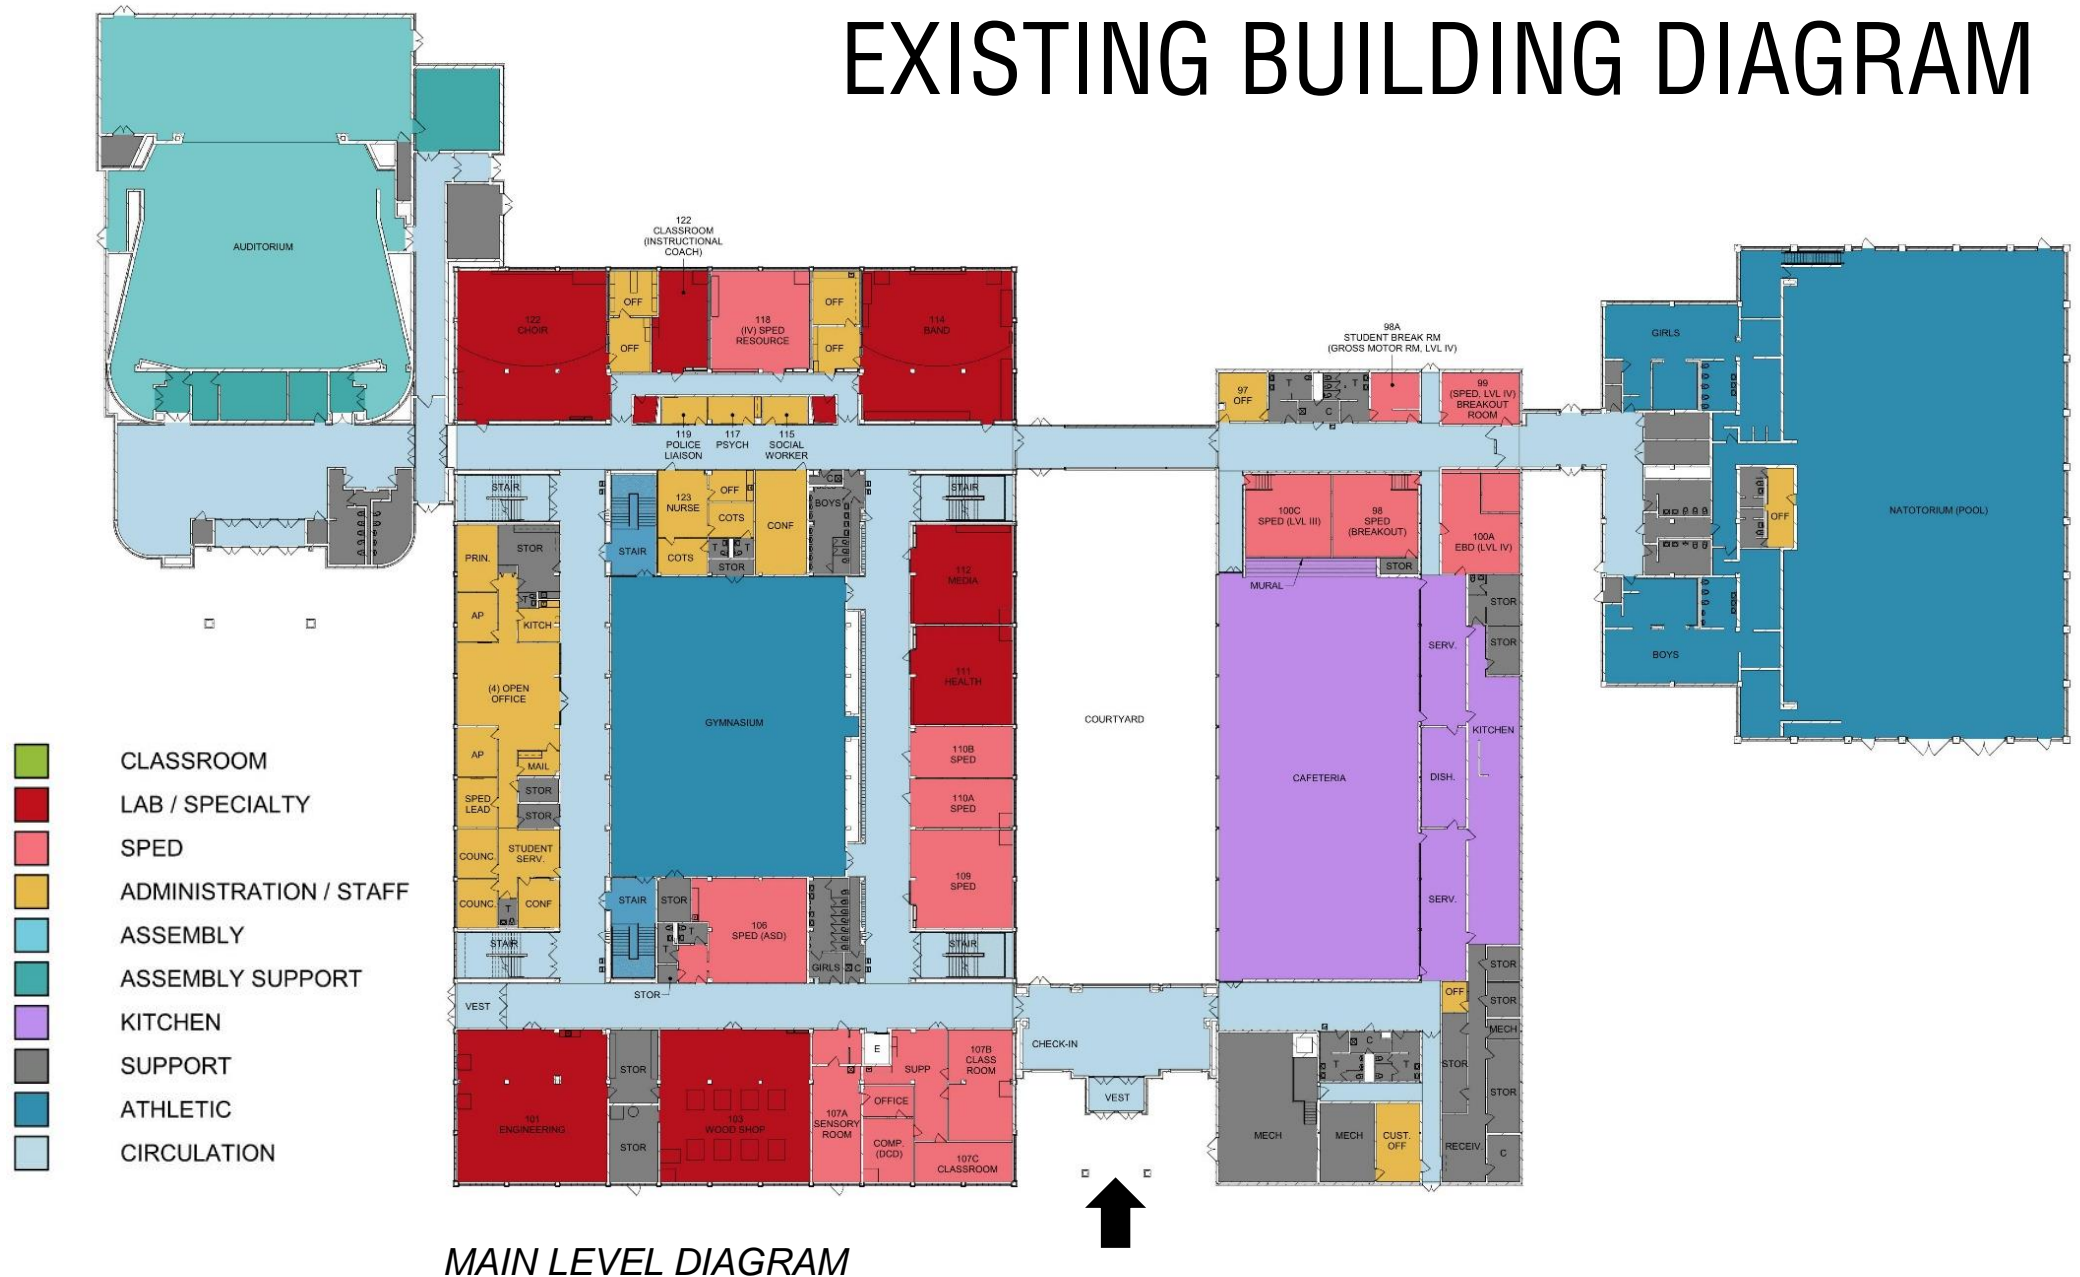 EXISTING BUILDING DIAGRAM
AUDITORIUM
122
CLASSROOM
(INSTRUCTIONAL
COACH)
122
CHOIR
OFF
OFF
118
(IV) SPED
RESOURCE
OFF
OFF
114
BAND
119
POLICE
LIAISON
117
PSYCH
115
SOCIAL
WORKER
98A
STUDENT BREAK RM
(GROSS MOTOR RM, LVL IV)
97
OFF
T
T
C
99
(SPED, LVL IV)
BREAKOUT
ROOM
GIRLS
STAIR
STAIR
123
NURSE
OFF
COTS
COTS
T
T
STOR
CONF
C
BOYS
STAIR
100C
SPED (LVL III)
98
SPED
(BREAKOUT)
100A
EBD (LVL IV)
STOR
MURAL
OFF
NATOTORIUM (POOL)
BOYS
PRIN.
STOR
AP
T
KITCH
(4) OPEN
OFFICE
AP
MAIL
SPED
LEAD
STOR
STOR
COUNC.
STUDENT
SERV.
COUNC.
T
CONF
STAIR
GYMNASIUM
112
MEDIA
111
HEALTH
110B
SPED
110A
SPED
109
SPED
STAIR
COURTYARD
CAFETERIA
SERV.
STOR
STOR
KITCHEN
DISH.
SERV.
STAIR
STOR
T
T
106
SPED (ASD)
GIRLS
C
STOR
VEST
101
ENGINEERING
STOR
STOR
103
WOOD SHOP
E
107A
SENSORY
ROOM
SUPP
OFFICE
COMP.
(DCD)
107B
CLASS
ROOM
107C
CLASSROOM
CHECK-IN
VEST
OFF
STOR
STOR
MECH
STOR
STOR
C
T
T
MECH
MECH
CUST.
OFF
RECEIV.
C
CLASSROOM
LAB / SPECIALTY
SPED
ADMINISTRATION / STAFF
ASSEMBLY
ASSEMBLY SUPPORT
KITCHEN
SUPPORT
ATHLETIC
CIRCULATION
MAIN LEVEL DIAGRAM